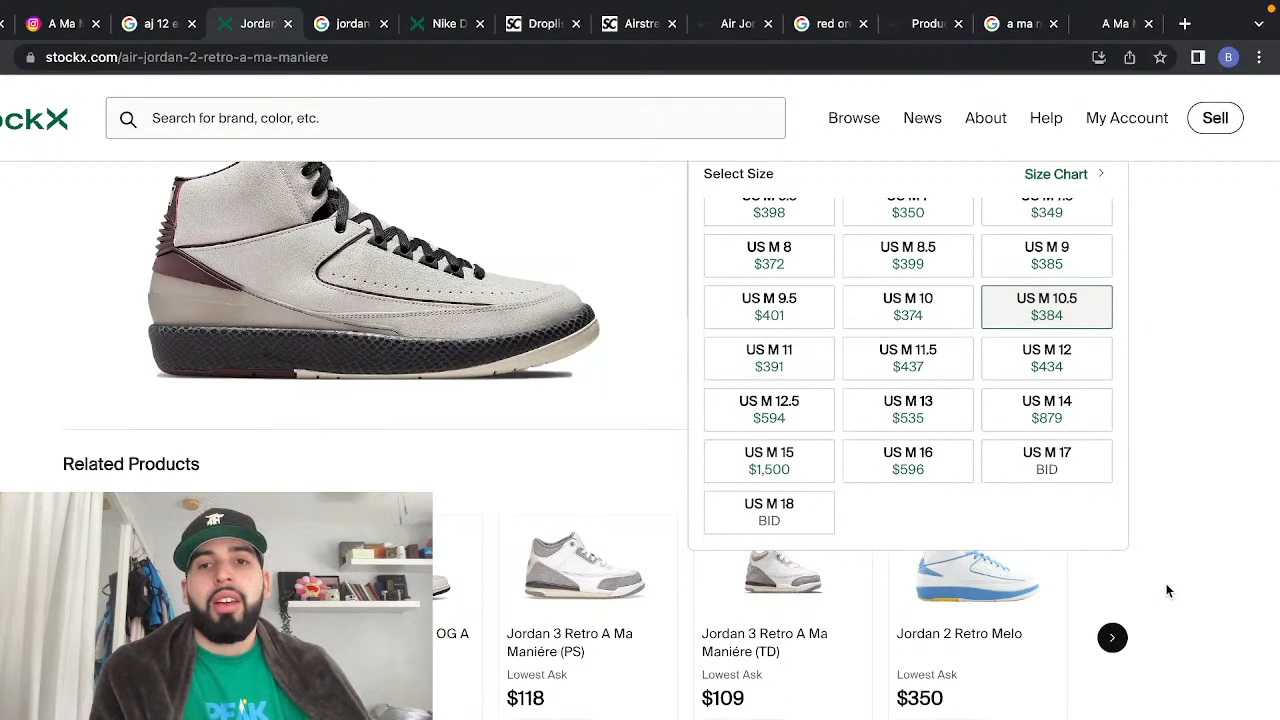 A Ma M
aj 12 e
Jordan
jordan
Nike D
SC Droplis
SC Airstre
Air Jor
red or
Produ
a ma n
A Ma M
stockx.com/air-jordan-2-retro-a-ma-maniere
B
ockX
Search for brand, color, etc.
Browse News About Help My Account Sell
Select Size
Size Chart
$398
$350
$349
US M 8
$372
US M 8.5
$399
US M 9
$385
US M 9.5
$401
US M 10
$374
US M 10.5
$384
US M 11
$391
US M 11.5
$437
US M 12
$434
US M 12.5
$594
US M 13
$535
US M 14
$879
US M 15
$1,500
US M 16
$596
US M 17
BID
US M 18
BID
Related Products
OG A
Jordan 3 Retro A Ma
Maniére (PS)
Lowest Ask
$118
Jordan 3 Retro A Ma
Maniére (TD)
Lowest Ask
$109
Jordan 2 Retro Melo
Lowest Ask
$350
PEAK